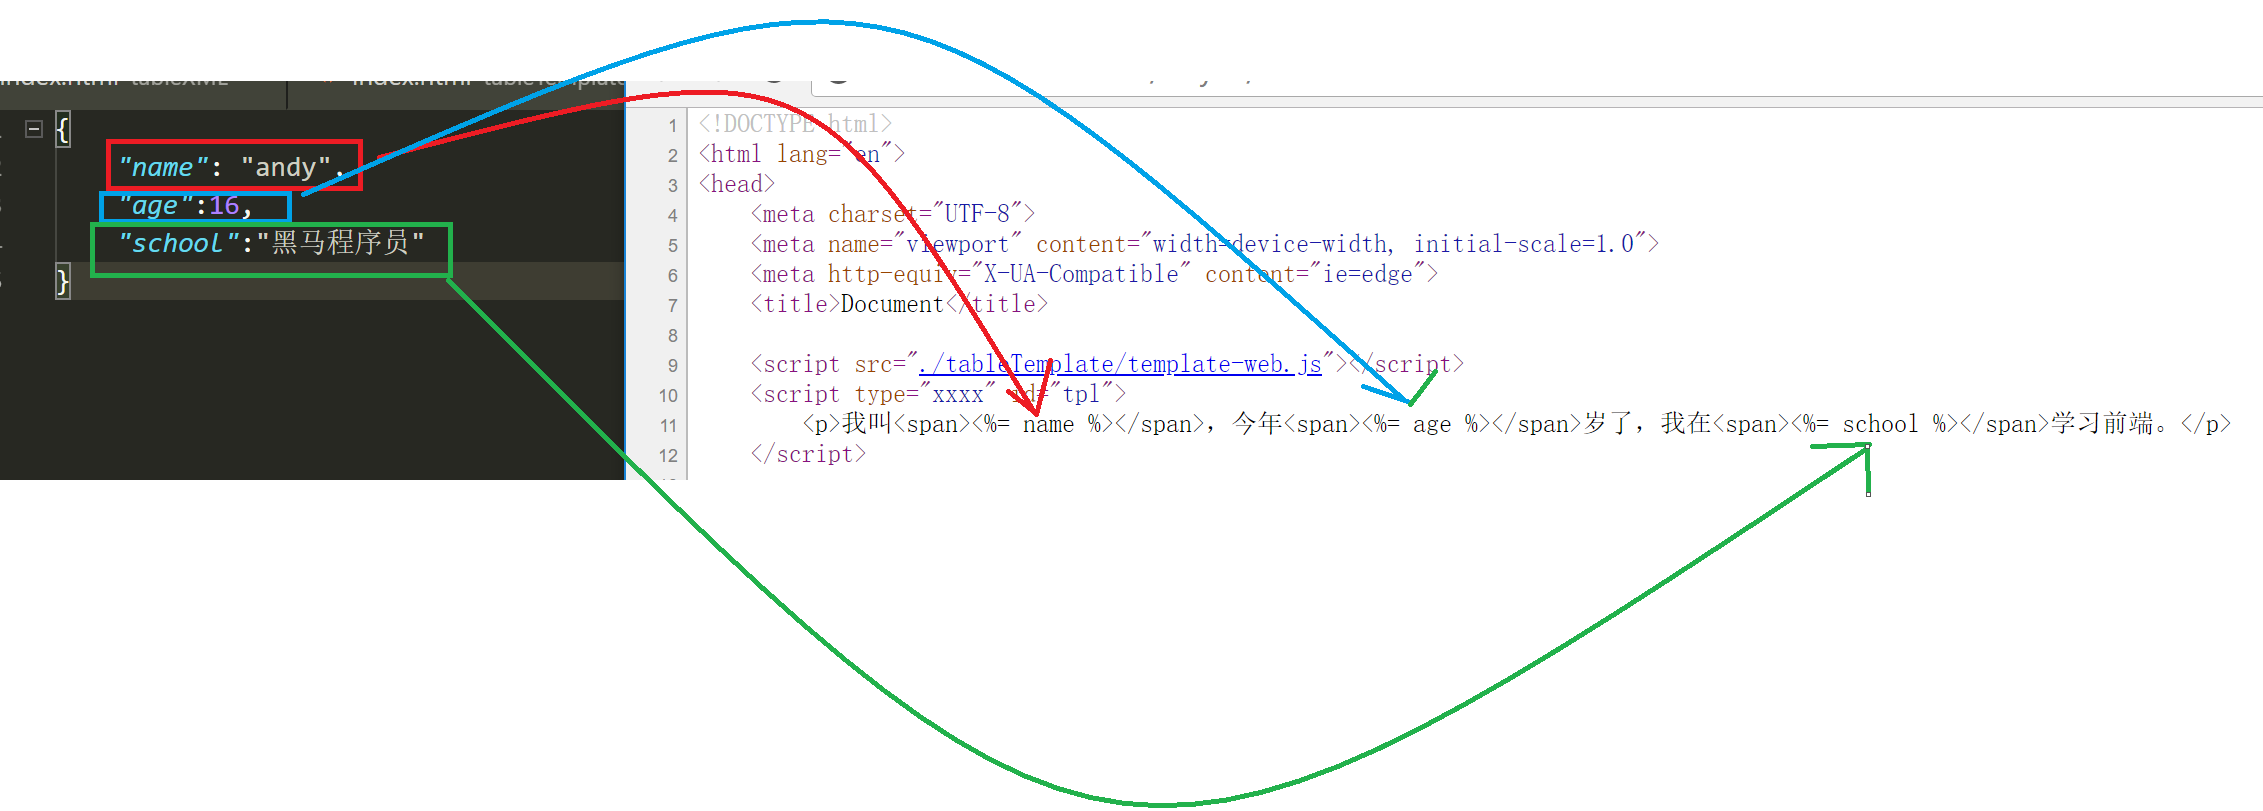 index.html tableXML
index.html
{
"name": "andy",
"age":16,
"school":"黑马程序员"
}
1 <!DOCTYPE html>
2 <html lang="en">
3 <head>
4 <meta charset="UTF-8">
5 <meta name="viewport" content="width=device-width, initial-scale=1.0">
6 <meta http-equiv="X-UA-Compatible" content="ie=edge">
7 <title>Document</title>
8
9 <script src="./tableTemplate/template-web.js"></script>
10 <script type="xxxx" id="tpl">
11 <p>我叫<span><%= name %></span>，今年<span><%= age %></span>岁了，我在<span><%= school %></span>学习前端。</p>
12 </script>